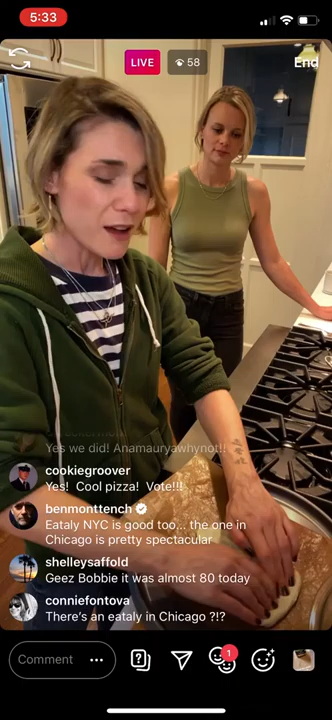 5:33
LIVE
58
End
Yes we did! Anamaurywhynot!!
cookiegroover
Yes! Cool pizza! Vote!!!
benmonttench
Eataly NYC is good too... the one in
Chicago is pretty spectacular
shelleysaffold
Geez Bobbie it was almost 80 today
conniefontova
There's an eataly in Chicago ?!?
Comment
1